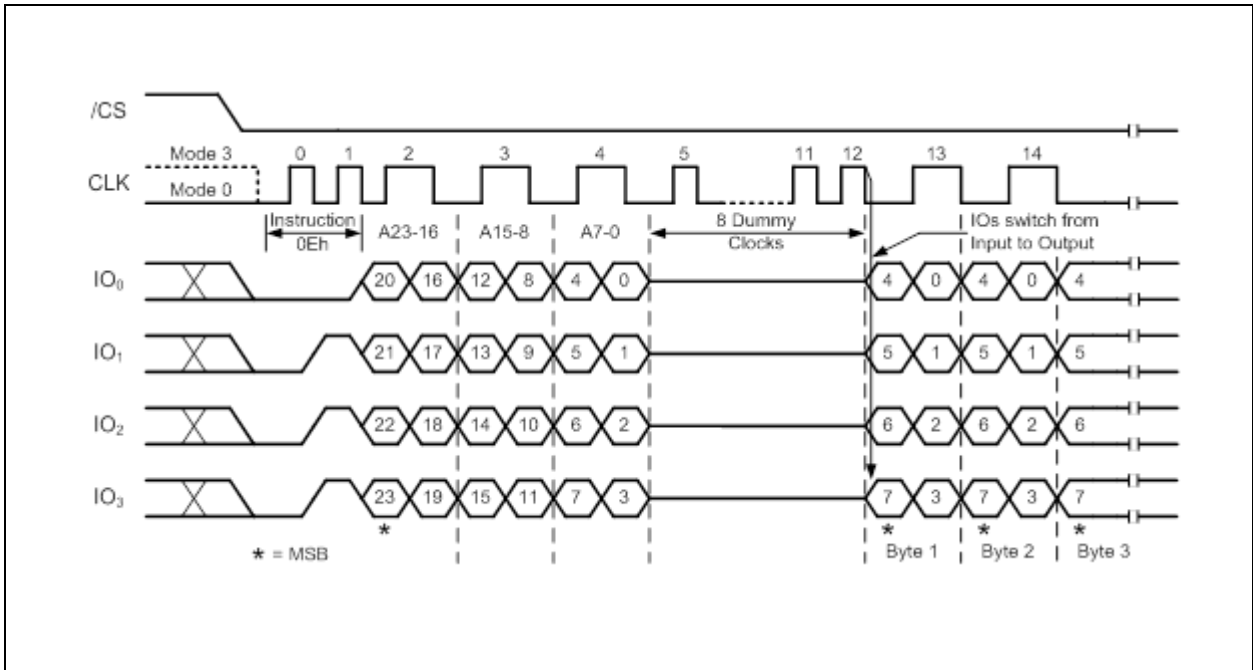 /CS
Mode 3 0 1 2 3 4 5 11 12 13 14
CLK
Mode 0
Instruction 8 Dummy IOs switch from
0Eh A23-16 A15-8 A7-0 Clocks Input to Output
IO₀ 20 16 12 8 4 0 4 0 4 0 4
IO₁ 21 17 13 9 5 1 5 1 5 1 5
IO₂ 22 18 14 10 6 2 6 2 6 2 6
IO₃ 23 19 15 11 7 3 7 3 7 3 7
* * * *
* = MSB Byte 1 Byte 2 Byte 3